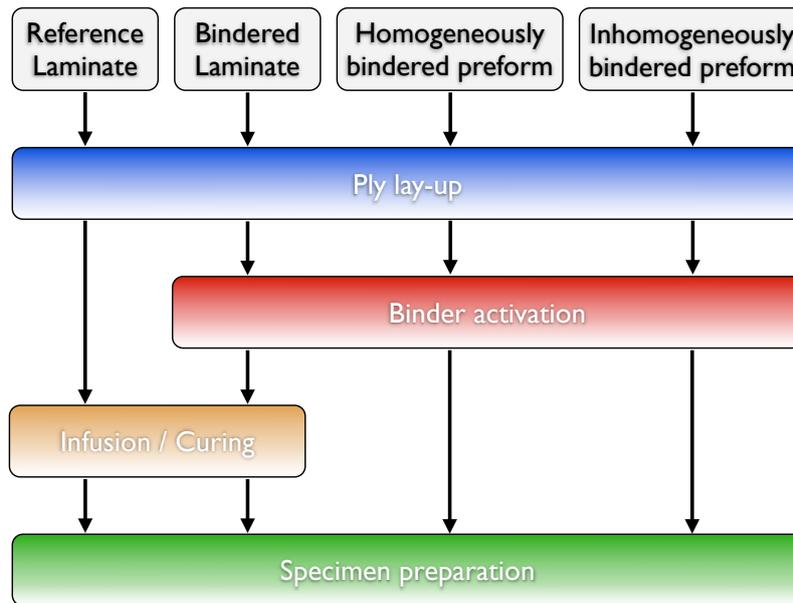 Reference
Laminate
Bindered
Laminate
Homogeneously
bindered preform
Inhomogeneously
bindered preform
Ply lay-up
Binder activation
Infusion / Curing
Specimen preparation